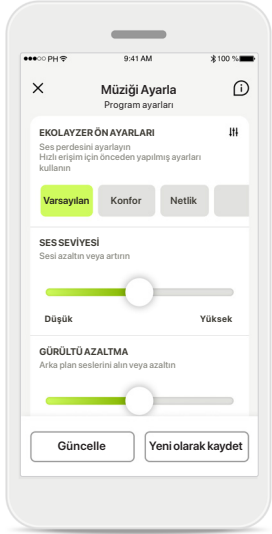 PH 9:41 AM 100 %
Müziği Ayarla
Program ayarları
EKOLAYZER ÖN AYARLARI
Ses perdesini ayarlayın
Hızlı erişim için önceden yapılmış ayarları
kullanın
Varsayılan Konfor Netlik
SES SEVİYESİ
Sesi azaltın veya artırın
Düşük Yüksek
GÜRÜLTÜ AZALTMA
Arka plan seslerini alın veya azaltın
Güncelle Yeni olarak kaydet